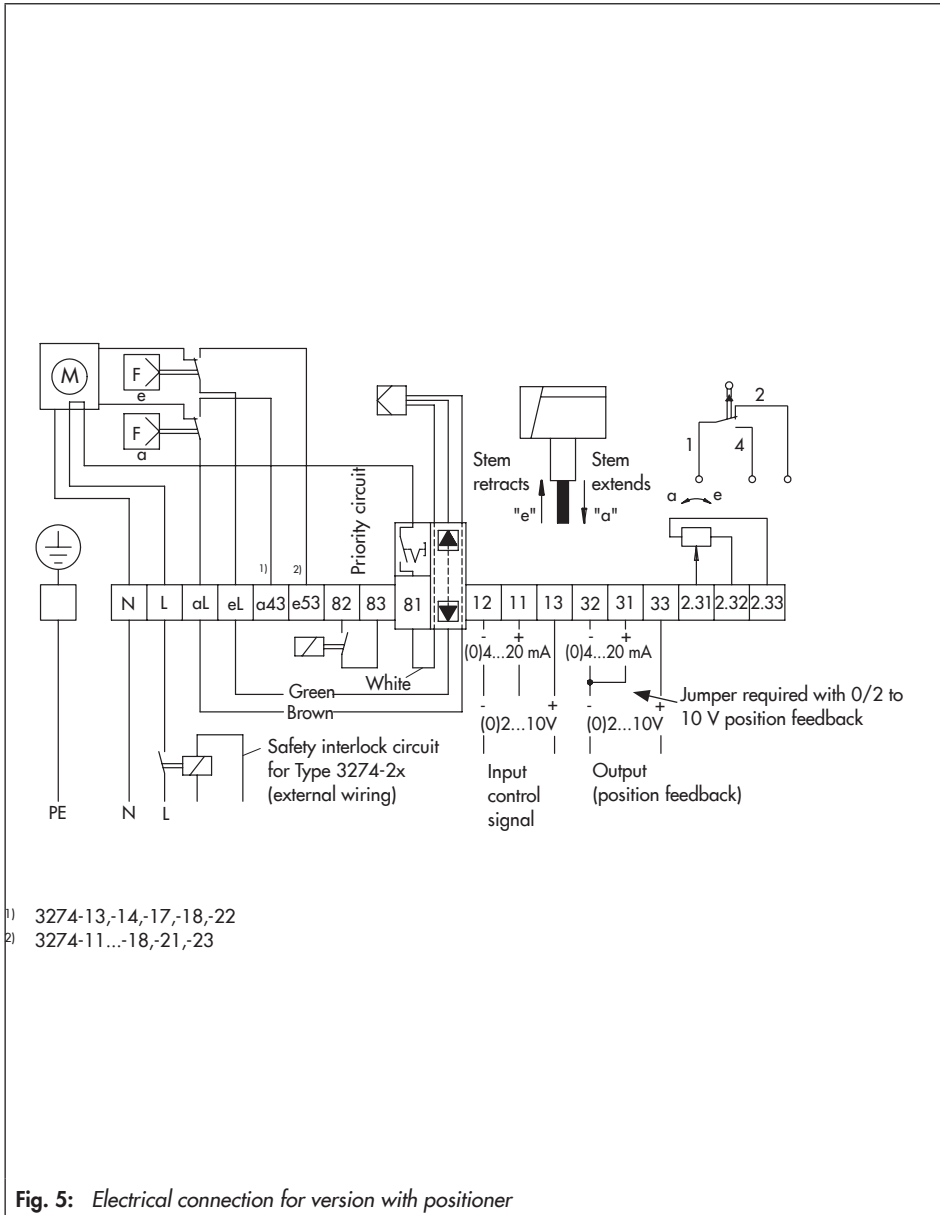 M
F
e
F
a
Priority circuit
Stem retracts
"e"
Stem extends
"a"
2
1
4
a e
1)
2)
N L aL eL a43 e53 82 83 81 12 11 13 32 31 33 2.31 2.32 2.33
- + - +
(0)4...20 mA (0)4...20 mA
White
Green
Brown
Jumper required with 0/2 to
10 V position feedback
- + - +
(0)2...10V (0)2...10V
Safety interlock circuit
for Type 3274-2x
(external wiring)
Input
control
signal
Output
(position feedback)
PE N L
1) 3274-13,-14,-17,-18,-22
2) 3274-11...-18,-21,-23
Fig. 5: Electrical connection for version with positioner